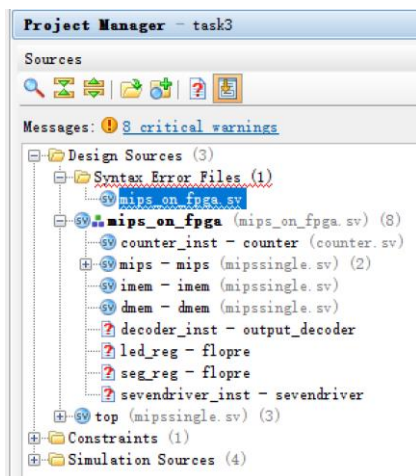 Project Manager - task3
Sources
Messages: 8 critical warnings
Design Sources (3)
Syntax Error Files (1)
mips_on_fpga.sv
mips_on_fpga (mips_on_fpga.sv) (8)
counter_inst - counter (counter.sv)
mips - mips (mipssingle.sv) (2)
imem - imem (mipssingle.sv)
dmem - dmem (mipssingle.sv)
decoder_inst - output_decoder
led_reg - flopre
seg_reg - flopre
sevendriver_inst - sevendriver
top (mipssingle.sv) (3)
Constraints (1)
Simulation Sources (4)